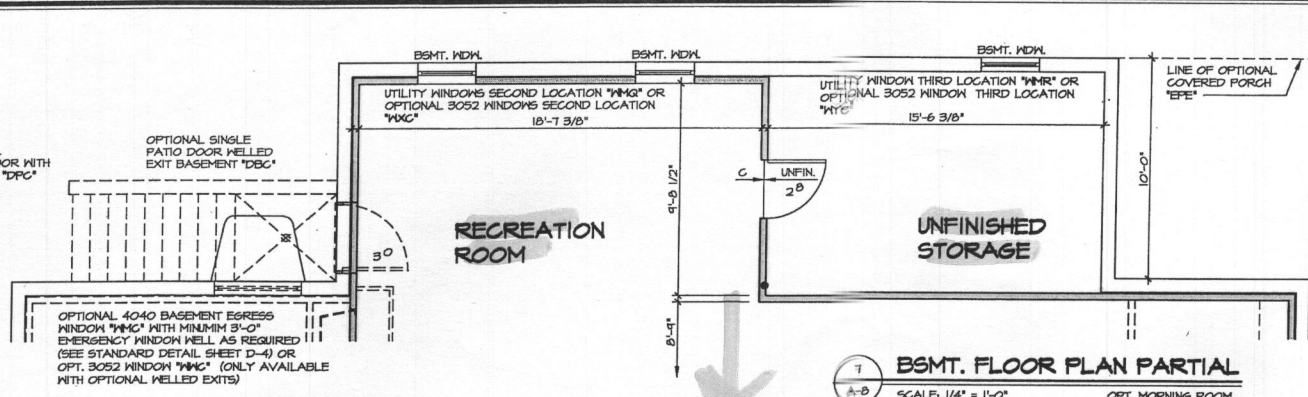 BSMT. WDW.
BSMT. WDW.
BSMT. WDW.
UTILITY WINDOWS SECOND LOCATION "WMQ" OR
OPTIONAL 3052 WINDOWS SECOND LOCATION
"WXC"
18'-7 3/8"
UTILITY WINDOW THIRD LOCATION "WMR" OR
OPTIONAL 3052 WINDOW THIRD LOCATION
15'-6 3/8"
LINE OF OPTIONAL
COVERED PORCH
"EPE"
OR WITH
"DPC"
OPTIONAL SINGLE
PATIO DOOR WELLED
EXIT BASEMENT "DBC"
30
RECREATION
ROOM
9'-8 1/2"
C
UNFIN.
28
UNFINISHED
STORAGE
10'-0"
OPTIONAL 4040 BASEMENT EGRESS
WINDOW "WMC" WITH MINUMIM 3'-0"
EMERGENCY WINDOW WELL AS REQUIRED
(SEE STANDARD DETAIL SHEET D-4) OR
OPT. 3052 WINDOW "WWC" (ONLY AVAILABLE
WITH OPTIONAL WELLED EXITS)
8'-9"
7
A-8
BSMT. FLOOR PLAN PARTIAL
SCALE: 1/4" = 1'-0"
OPT. MORNING ROOM